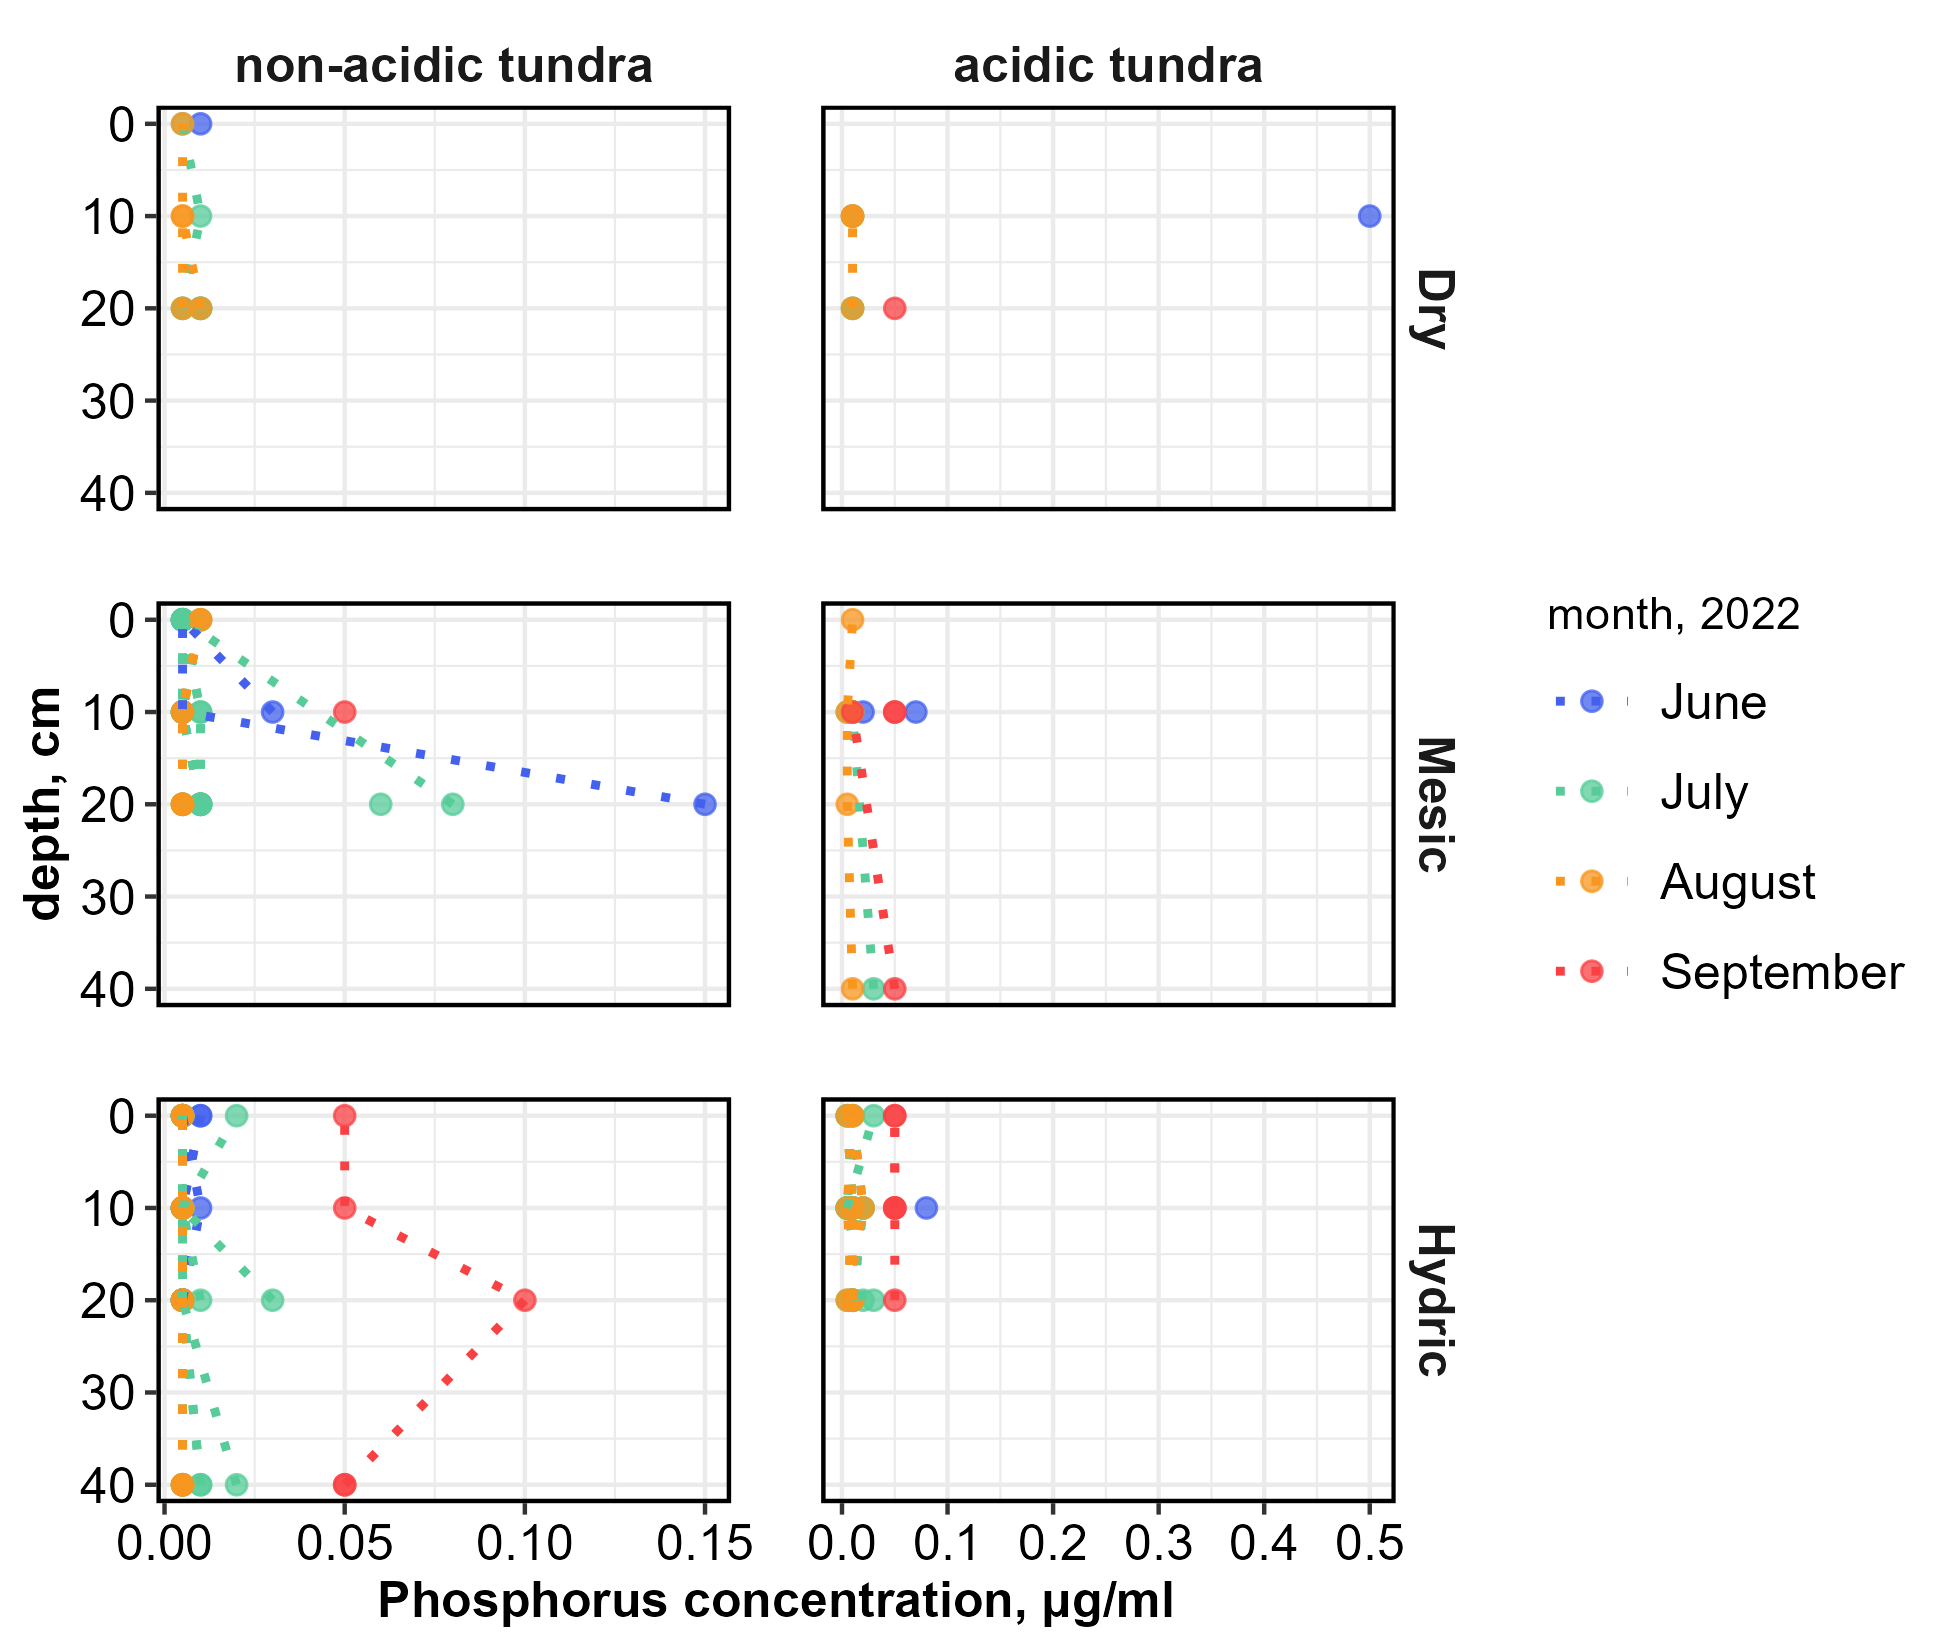 non-acidic tundra
acidic tundra
0
10
20
30
40
Dry
depth, cm
0
10
20
30
40
Mesic
month, 2022
June
July
August
September
0
10
20
30
40
Hydric
0.00
0.05
0.10
0.15
0.0
0.1
0.2
0.3
0.4
0.5
Phosphorus concentration, µg/ml